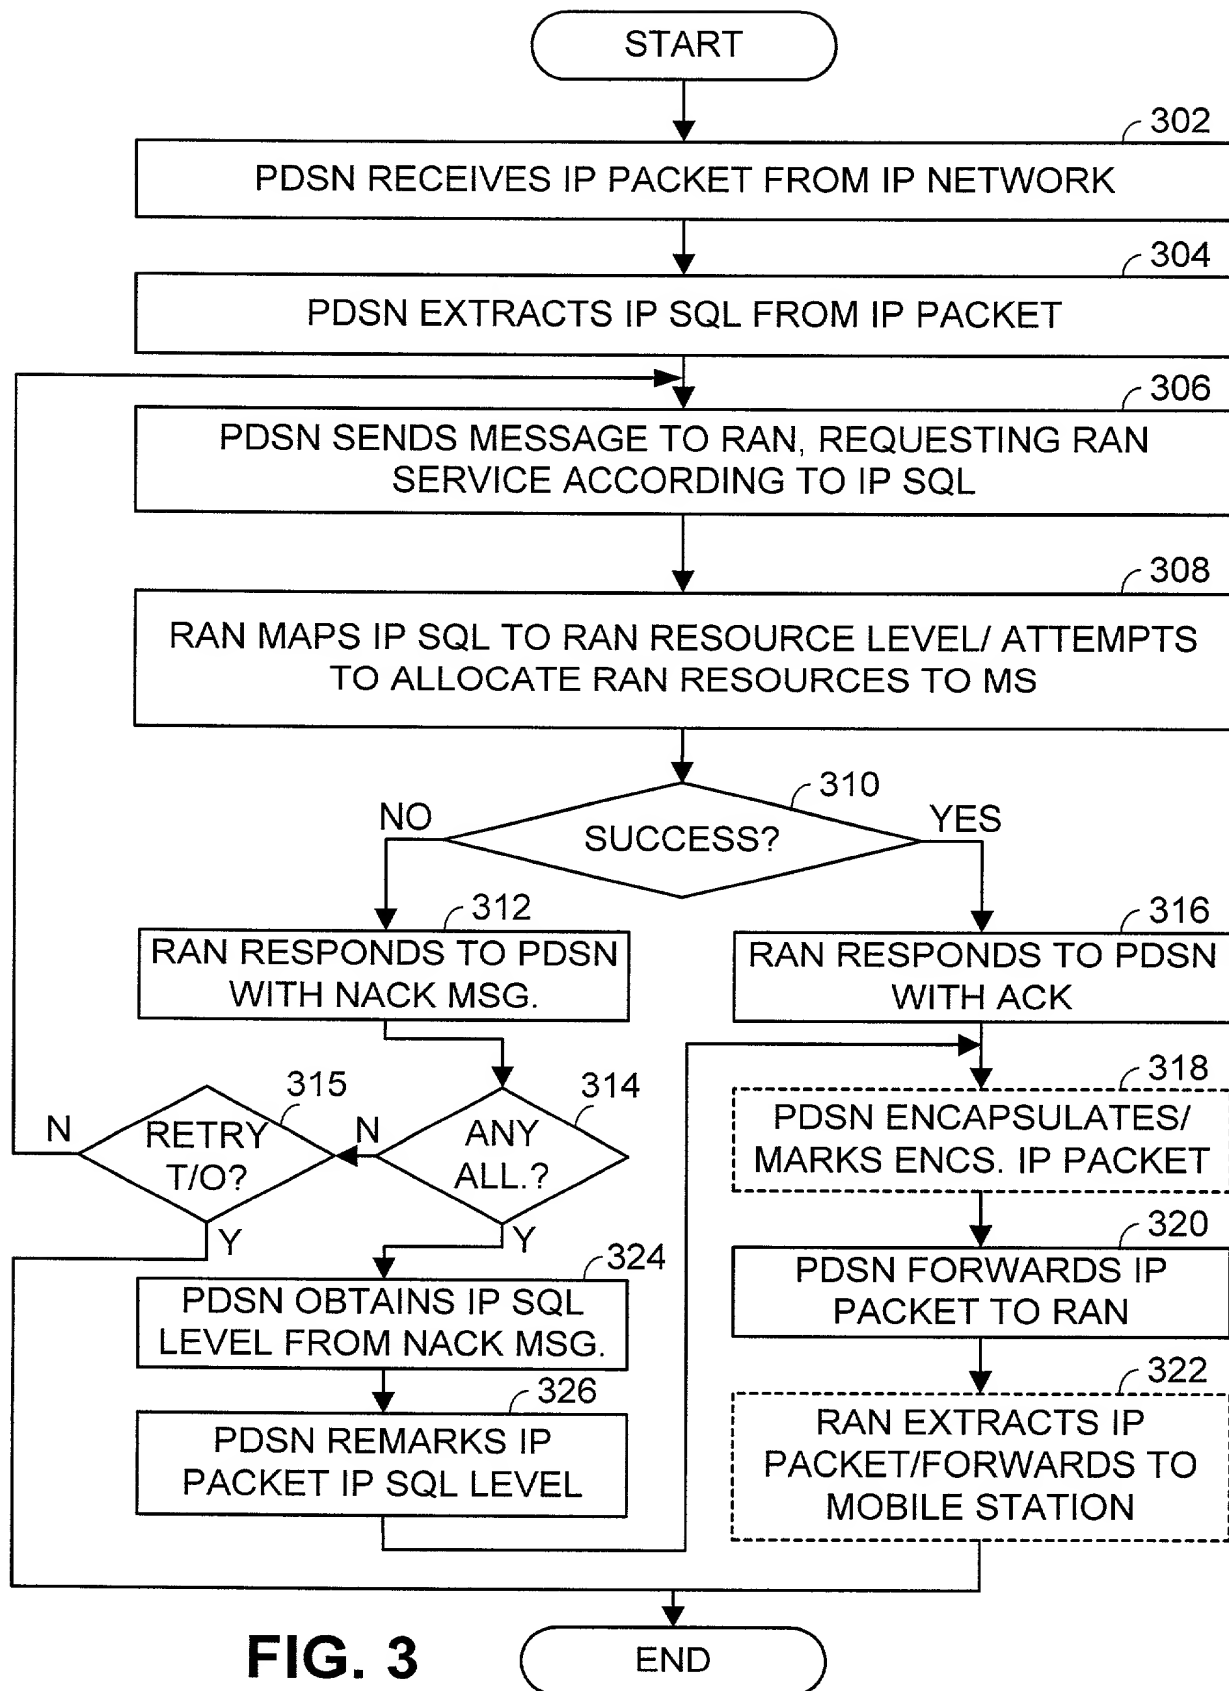 START
302
PDSN RECEIVES IP PACKET FROM IP NETWORK
304
PDSN EXTRACTS IP SQL FROM IP PACKET
306
PDSN SENDS MESSAGE TO RAN, REQUESTING RAN
SERVICE ACCORDING TO IP SQL
308
RAN MAPS IP SQL TO RAN RESOURCE LEVEL/ ATTEMPTS
TO ALLOCATE RAN RESOURCES TO MS
310
NO
SUCCESS?
YES
312
RAN RESPONDS TO PDSN
WITH NACK MSG.
316
RAN RESPONDS TO PDSN
WITH ACK
315
N
RETRY
T/O?
Y
314
N
ANY
ALL.?
Y
318
PDSN ENCAPSULATES/
MARKS ENCS. IP PACKET
324
PDSN OBTAINS IP SQL
LEVEL FROM NACK MSG.
320
PDSN FORWARDS IP
PACKET TO RAN
326
PDSN REMARKS IP
PACKET IP SQL LEVEL
322
RAN EXTRACTS IP
PACKET/FORWARDS TO
MOBILE STATION
FIG. 3
END